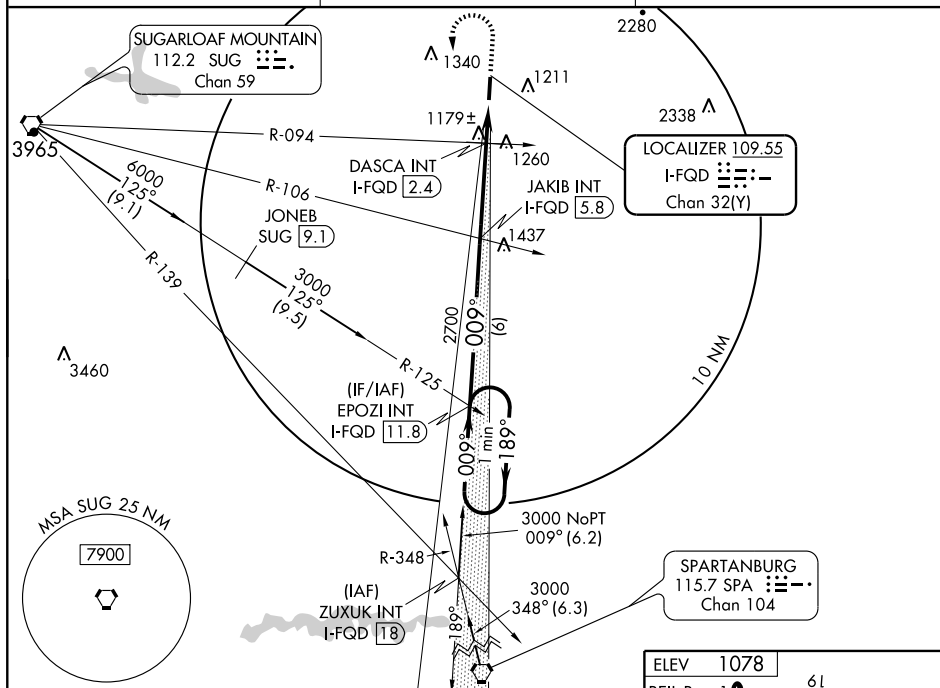 2280
SUGARLOAF MOUNTAIN
112.2 SUG
Chan 59
1340
1211
3965
1179±
2338
R-094
1260
DASCA INT
I-FQD 2.4
LOCALIZER 109.55
I-FQD
Chan 32(Y)
6000
125°
(9.1)
R-106
JAKIB INT
I-FQD 5.8
JONEB
SUG 9.1
1437
R-139
3000
125°
(9.5)
2700
009°
(6)
3460
R-125
10 NM
(IF/IAF)
EPOZI INT
I-FQD 11.8
009°
1 min
189°
MSA SUG 25 NM
7900
3000 NoPT
009° (6.2)
R-348
(IAF)
ZUXUK INT
I-FQD 18
3000
348° (6.3)
189°
SPARTANBURG
115.7 SPA
Chan 104
ELEV 1078
19